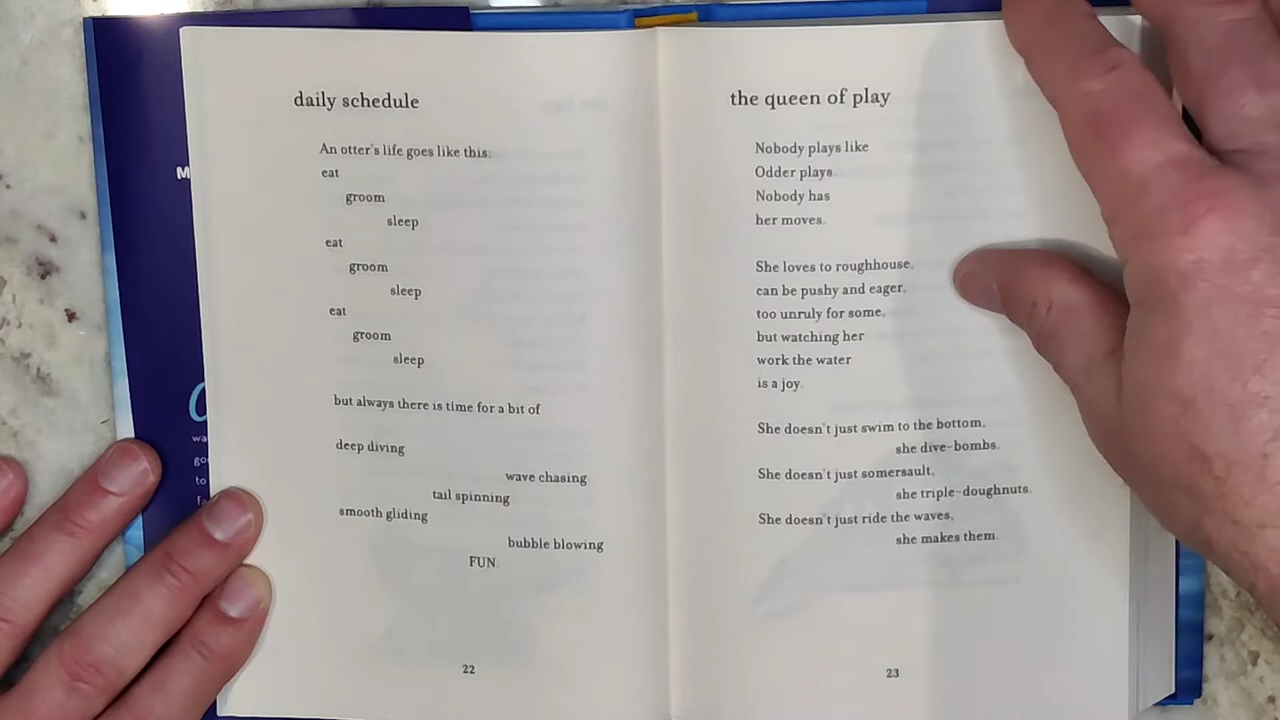 daily schedule
An otter's life goes like this:
eat
groom
sleep
eat
groom
sleep
eat
groom
sleep
but always there is time for a bit of
deep diving
wave chasing
tail spinning
smooth gliding
bubble blowing
FUN.
22
the queen of play
Nobody plays like
Odder plays.
Nobody has
her moves.
She loves to roughhouse,
can be pushy and eager,
too unruly for some,
but watching her
work the water
is a joy.
She doesn't just swim to the bottom,
she dive-bombs.
She doesn't just somersault,
she triple-doughnuts.
She doesn't just ride the waves,
she makes them.
23